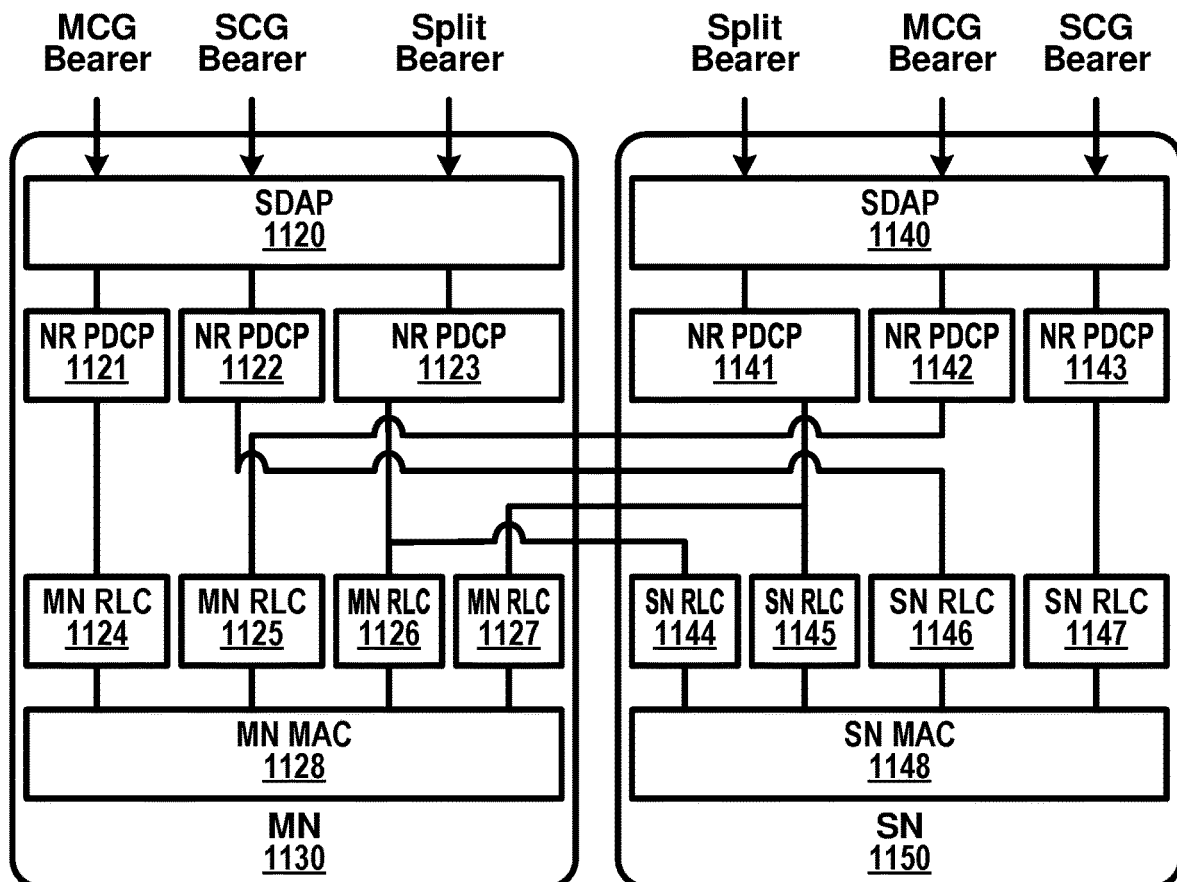 MCG Bearer
SCG Bearer
Split Bearer
Split Bearer
MCG Bearer
SCG Bearer
SDAP
1120
SDAP
1140
NR PDCP
1121
NR PDCP
1122
NR PDCP
1123
NR PDCP
1141
NR PDCP
1142
NR PDCP
1143
MN RLC
1124
MN RLC
1125
MN RLC
1126
MN RLC
1127
SN RLC
1144
SN RLC
1145
SN RLC
1146
SN RLC
1147
MN MAC
1128
SN MAC
1148
MN
1130
SN
1150